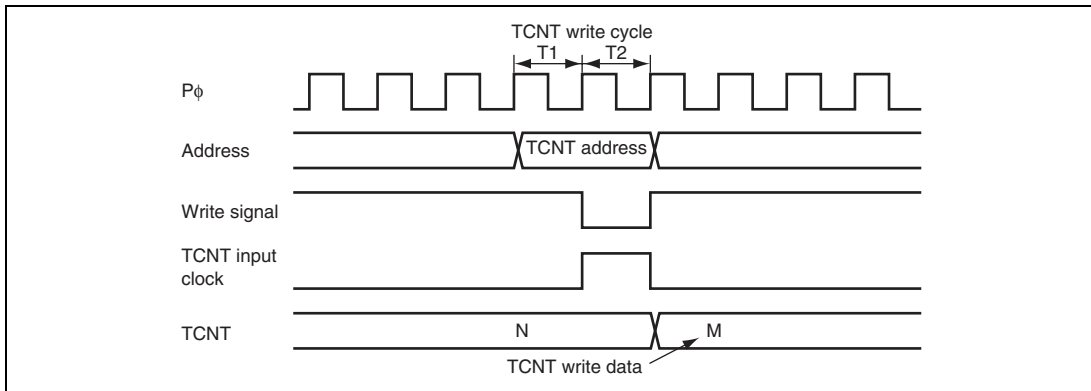 TCNT write cycle
T1 T2
Pϕ
Address
TCNT address
Write signal
TCNT input
clock
TCNT
N
M
TCNT write data